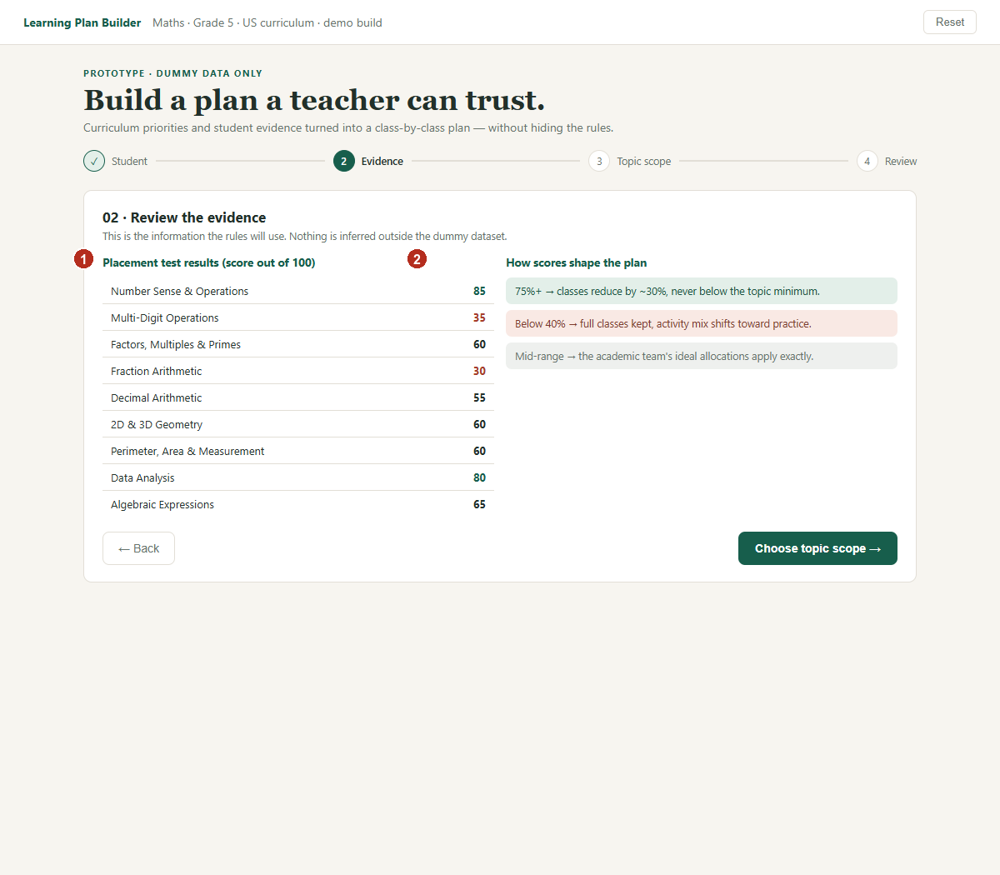 Learning Plan Builder Maths · Grade 5 · US curriculum · demo build Reset
PROTOTYPE · DUMMY DATA ONLY
Build a plan a teacher can trust.
Curriculum priorities and student evidence turned into a class-by-class plan — without hiding the rules.
✓ Student 2 Evidence 3 Topic scope 4 Review
02 · Review the evidence
This is the information the rules will use. Nothing is inferred outside the dummy dataset.
1 Placement test results (score out of 100)
Number Sense & Operations 85
Multi-Digit Operations 35
Factors, Multiples & Primes 60
Fraction Arithmetic 30
Decimal Arithmetic 55
2D & 3D Geometry 60
Perimeter, Area & Measurement 60
Data Analysis 80
Algebraic Expressions 65
2 How scores shape the plan
75%+ → classes reduce by ~30%, never below the topic minimum.
Below 40% → full classes kept, activity mix shifts toward practice.
Mid-range → the academic team's ideal allocations apply exactly.
← Back
Choose topic scope →